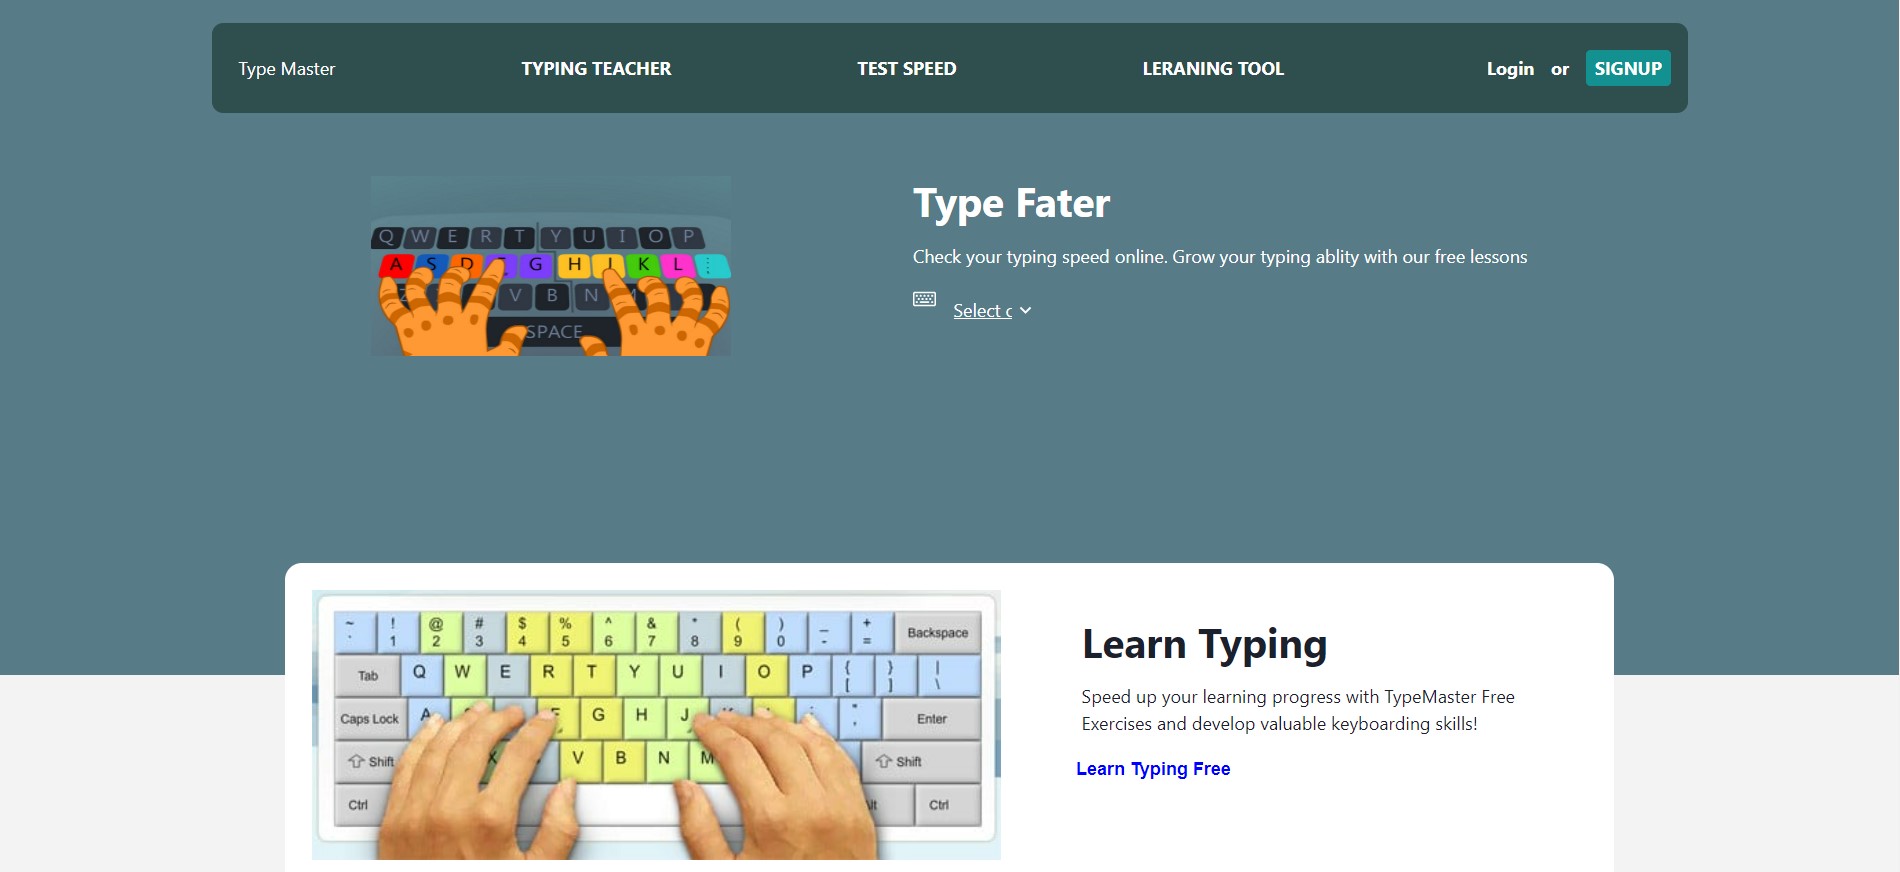 Type Master
TYPING TEACHER
TEST SPEED
LERANING TOOL
Login or SIGNUP
Q W E R T Y U I O P
A S D G H J K L ;
V B N M
SPACE
Type Fater
Check your typing speed online. Grow your typing ablity with our free lessons
Select
~ ! @ # $ % ^ & * ( ) _ +
` 1 2 3 4 5 6 7 8 9 0 - = Backspace
Tab Q W E R T Y U I O P { } |
[ ] \
Caps Lock A F G H J : "
; ' Enter
Shift X V B N M Shift
Ctrl Alt Ctrl
Learn Typing
Speed up your learning progress with TypeMaster Free
Exercises and develop valuable keyboarding skills!
Learn Typing Free